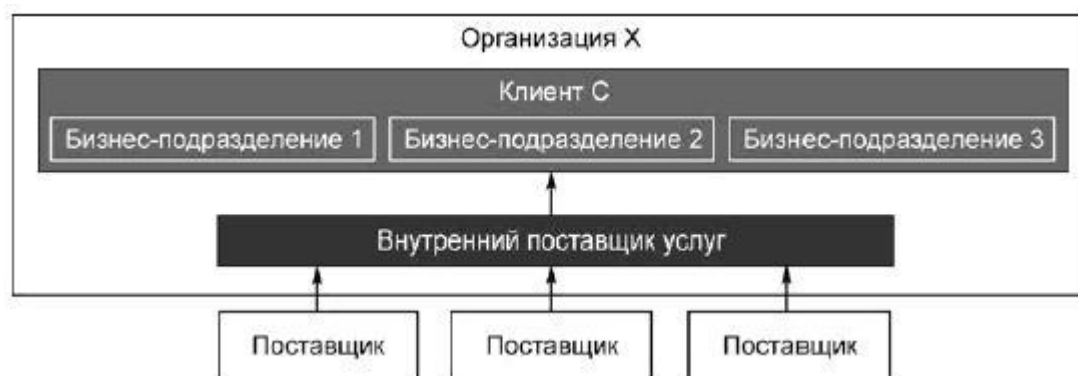 Организация X
Клиент С
Бизнес-подразделение 1
Бизнес-подразделение 2
Бизнес-подразделение 3
Внутренний поставщик услуг
Поставщик
Поставщик
Поставщик